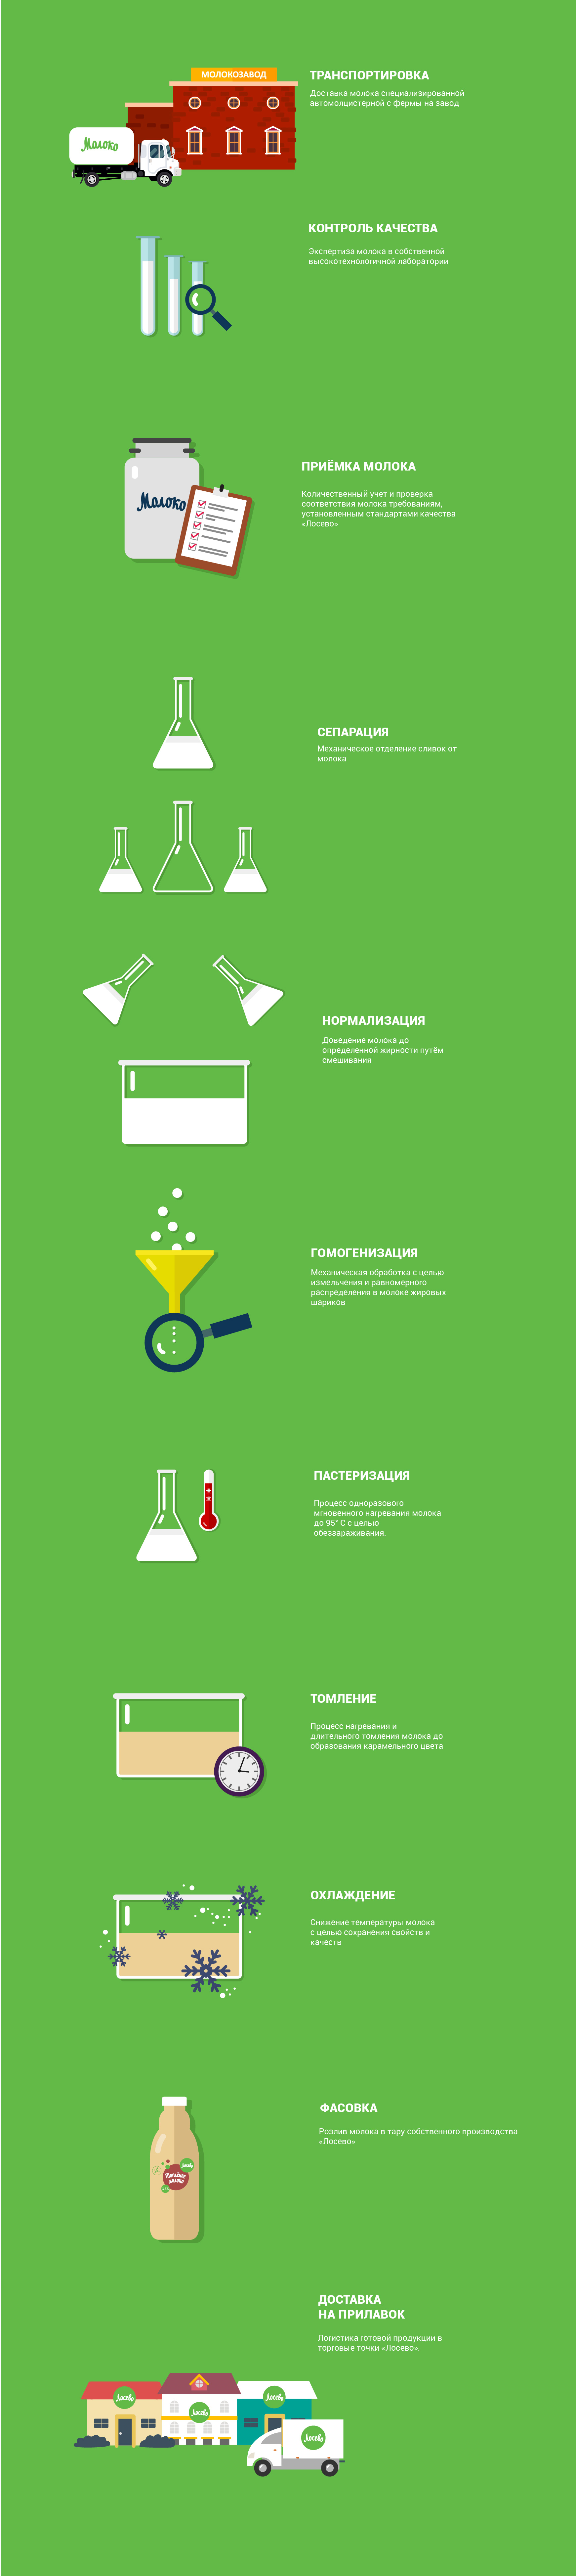 МОЛОКОЗАВОД
ТРАНСПОРТИРОВКА
Доставка молока специализированной
автомолцистерной с фермы на завод
Молоко
КОНТРОЛЬ КАЧЕСТВА
Экспертиза молока в собственной
высокотехнологичной лаборатории
ПРИЁМКА МОЛОКА
Молоко
Количественный учет и проверка
соответствия молока требованиям,
установленным стандартами качества
«Лосево»
СЕПАРАЦИЯ
Механическое отделение сливок от
молока
НОРМАЛИЗАЦИЯ
Доведение молока до
определенной жирности путём
смешивания
ГОМОГЕНИЗАЦИЯ
Механическая обработка с целью
измельчения и равномерного
распределения в молоке жировых
шариков
ПАСТЕРИЗАЦИЯ
Процесс одноразового
мгновенного нагревания молока
до 95° С с целью
обеззараживания.
ТОМЛЕНИЕ
Процесс нагревания и
длительного томления молока до
образования карамельного цвета
ОХЛАЖДЕНИЕ
Снижение температуры молока
с целью сохранения свойств и
качеств
ФАСОВКА
Розлив молока в тару собственного производства
«Лосево»
Лосево
ДОСТАВКА
НА ПРИЛАВОК
Логистика готовой продукции в
торговые точки «Лосево».
Лосево
Лосево
Лосево
Лосево